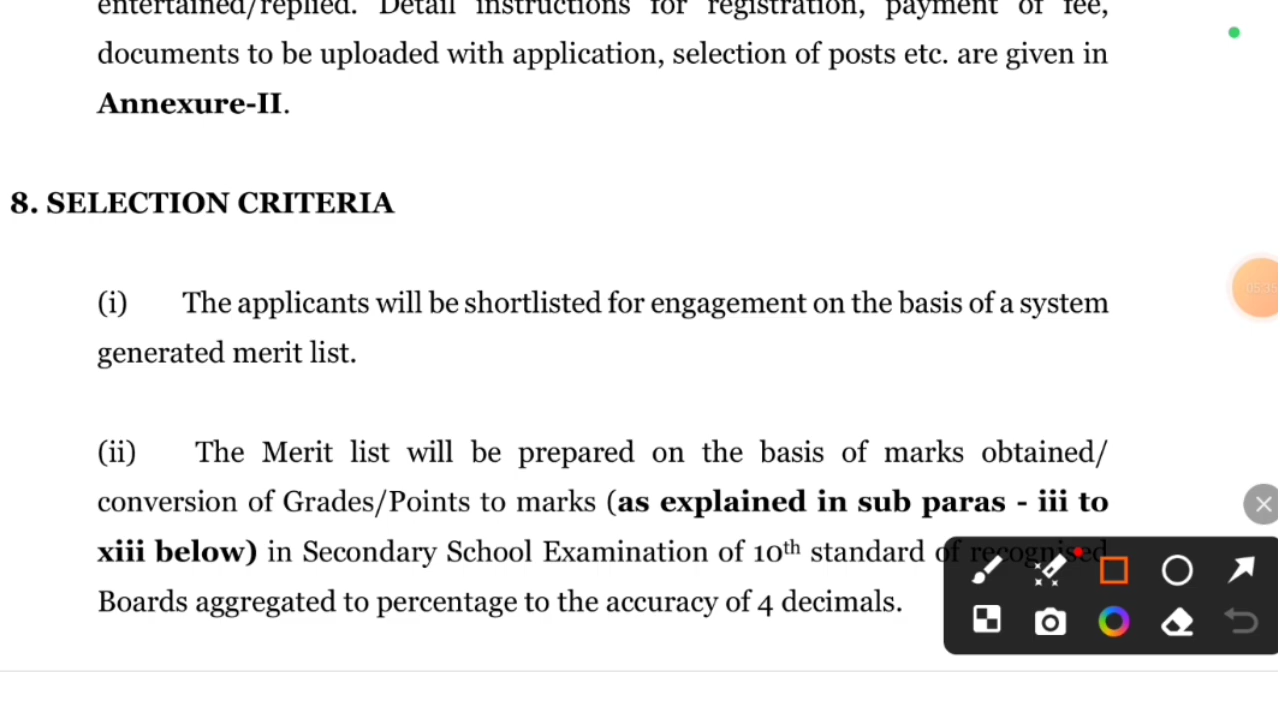 entertained/replied. Detail instructions for registration, payment of fee,
documents to be uploaded with application, selection of posts etc. are given in
Annexure-II.
8. SELECTION CRITERIA
(i) The applicants will be shortlisted for engagement on the basis of a system
generated merit list.
05:35
(ii) The Merit list will be prepared on the basis of marks obtained/
conversion of Grades/Points to marks (as explained in sub paras - iii to
xiii below) in Secondary School Examination of 10th standard of recognised
Boards aggregated to percentage to the accuracy of 4 decimals.